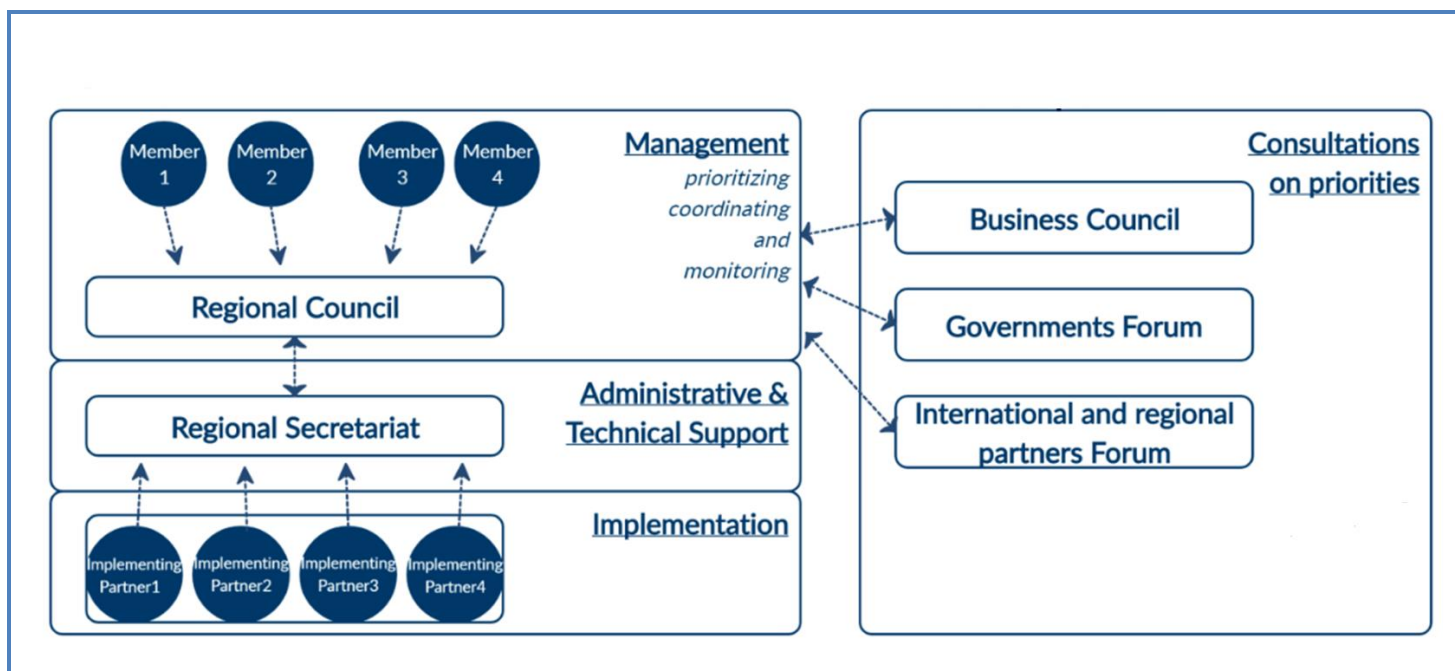 Member
1
Member
2
Member
3
Member
4
Management
prioritizing
coordinating
and
monitoring
Regional Council
Administrative &
Technical Support
Regional Secretariat
Implementation
Implementing
Partner1
Implementing
Partner2
Implementing
Partner3
Implementing
Partner4
Consultations
on priorities
Business Council
Governments Forum
International and regional
partners Forum